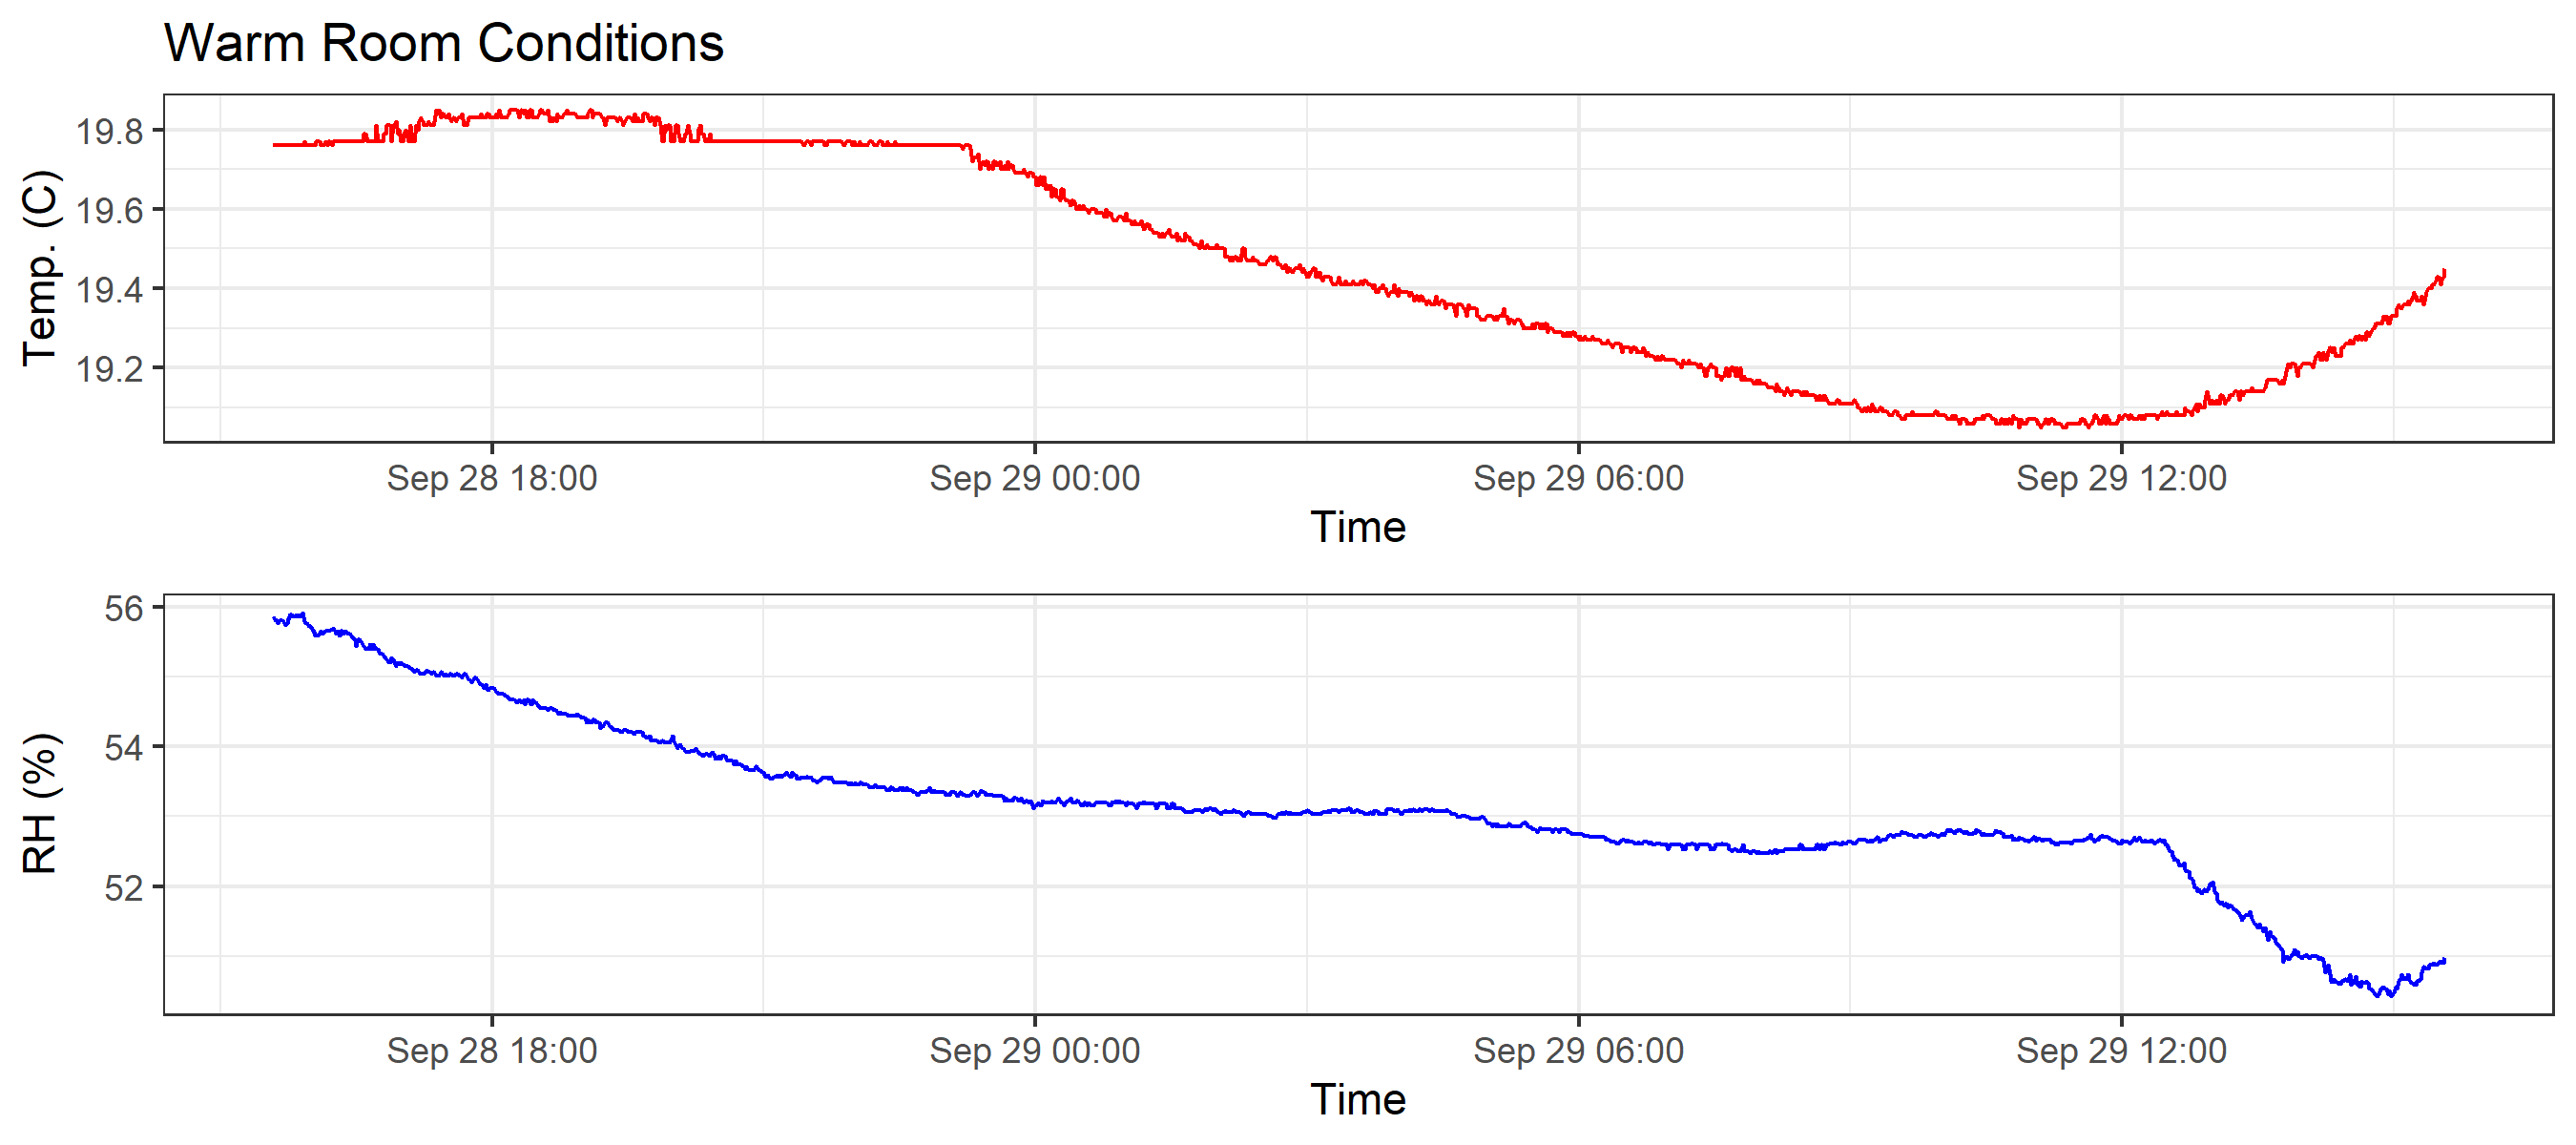 Warm Room Conditions
Temp. (C)
19.8
19.6
19.4
19.2
Sep 28 18:00 Sep 29 00:00 Sep 29 06:00 Sep 29 12:00
Time
RH (%)
56
54
52
Sep 28 18:00 Sep 29 00:00 Sep 29 06:00 Sep 29 12:00
Time